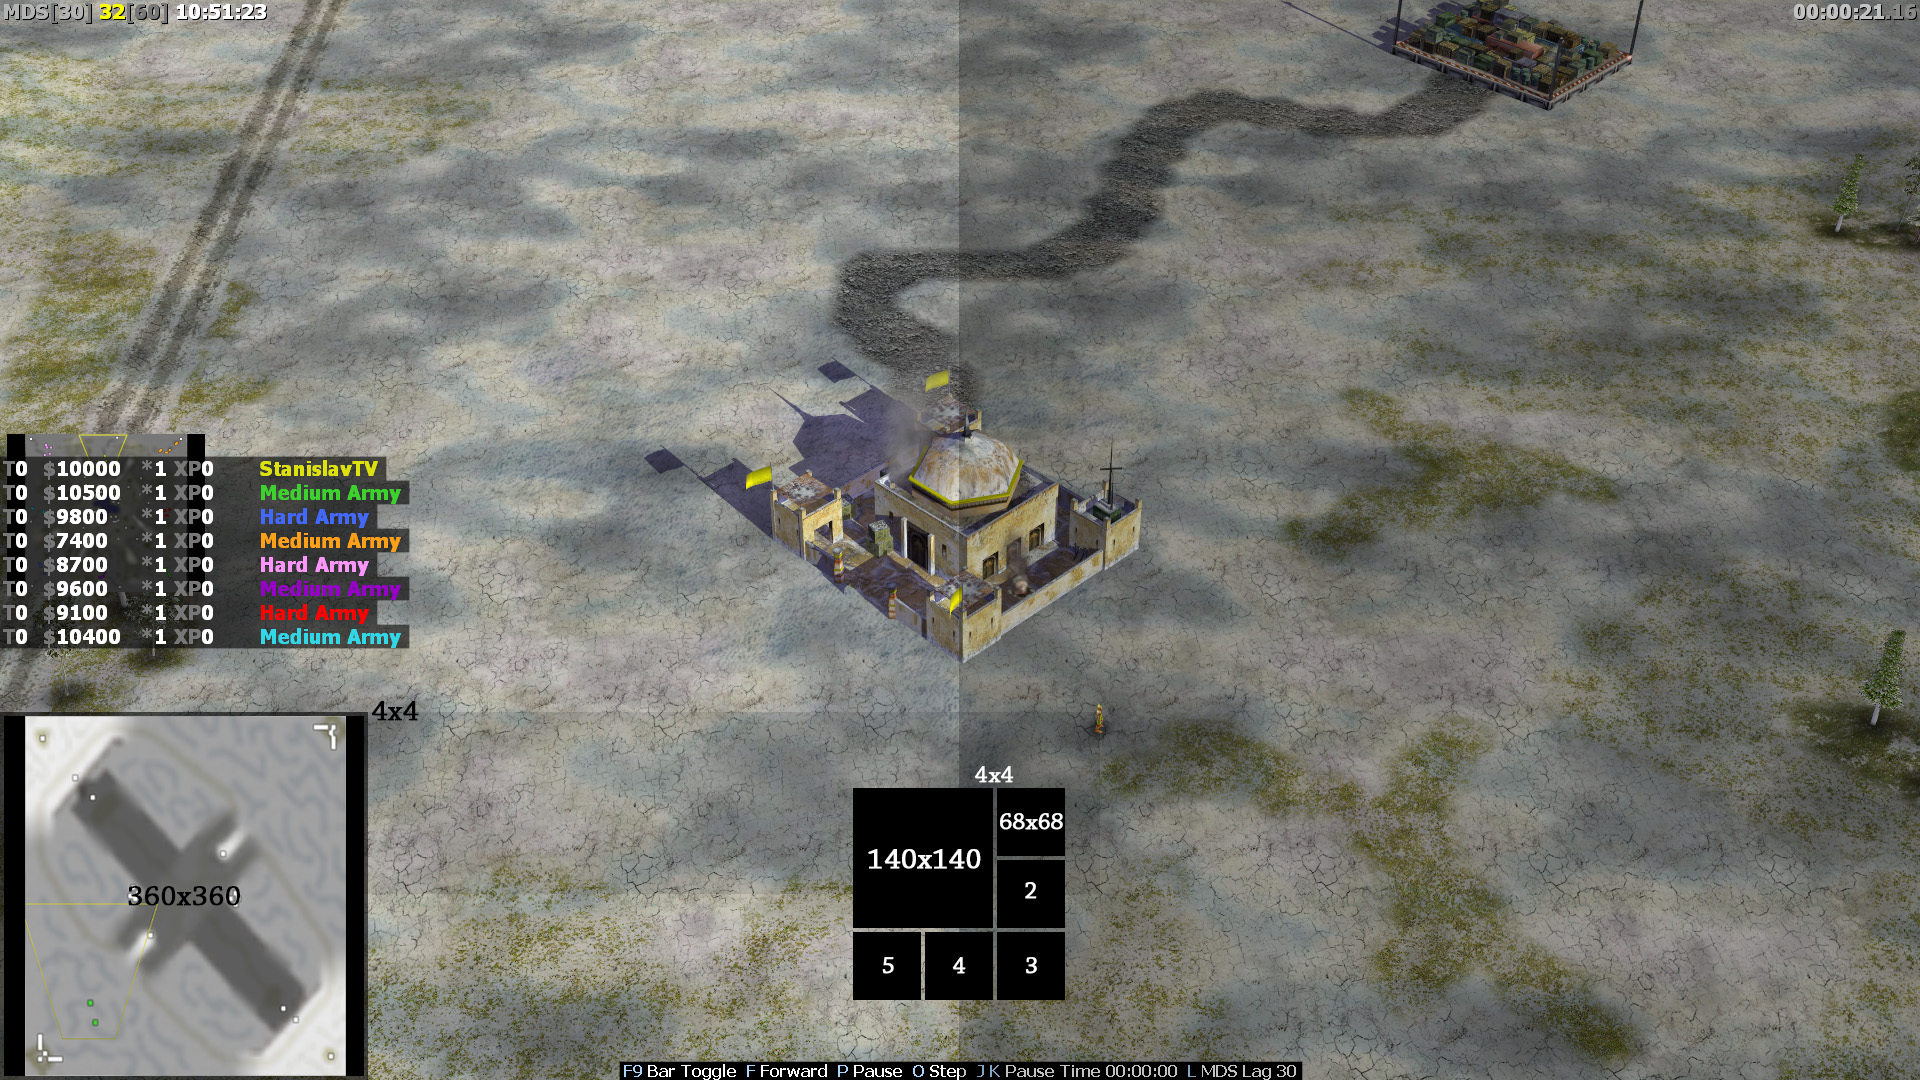 MDS[30] 32[60] 10:51:23
00:00:21.16
T0 $10000 *1 XP0 StanislavTV
T0 $10500 *1 XP0 Medium Army
T0 $9800 *1 XP0 Hard Army
T0 $7400 *1 XP0 Medium Army
T0 $8700 *1 XP0 Hard Army
T0 $9600 *1 XP0 Medium Army
T0 $9100 *1 XP0 Hard Army
T0 $10400 *1 XP0 Medium Army
4x4
360x360
4x4
140x140
68x68
2
5 4 3
F9 Bar Toggle F Forward P Pause O Step J K Pause Time 00:00:00 L MDS Lag 30